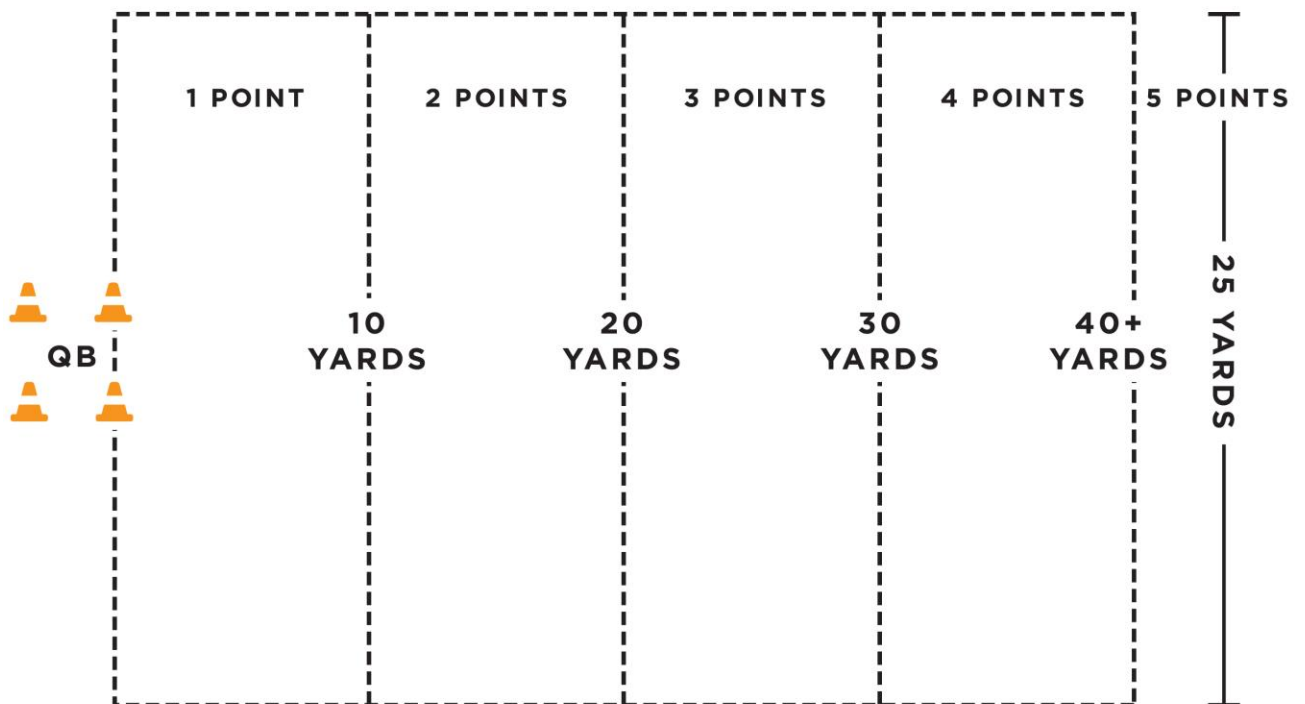 1 POINT
2 POINTS
3 POINTS
4 POINTS
5 POINTS
QB
10
YARDS
20
YARDS
30
YARDS
40+
YARDS
25 YARDS